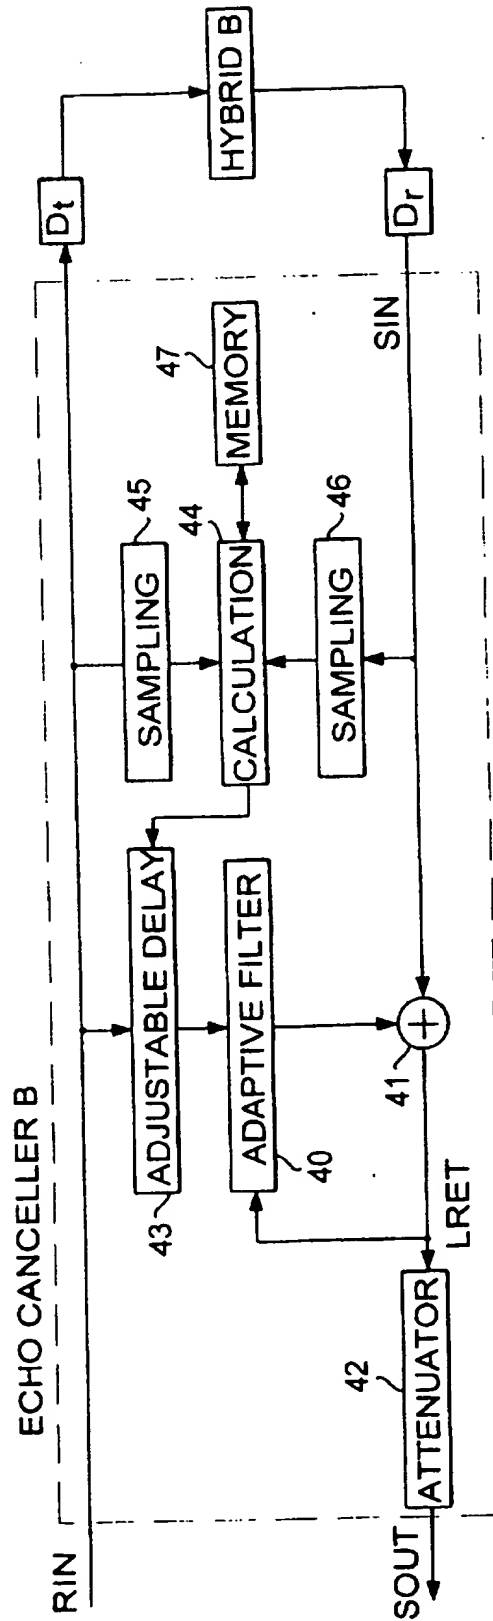 ECHO CANCELLER B
RIN
Dt
HYBRID B
Dr
SIN
SAMPLING
45
CALCULATION
44
MEMORY
47
SAMPLING
46
ADJUSTABLE DELAY
43
ADAPTIVE FILTER
40
+
41
LRET
ATTENUATOR
42
SOUT